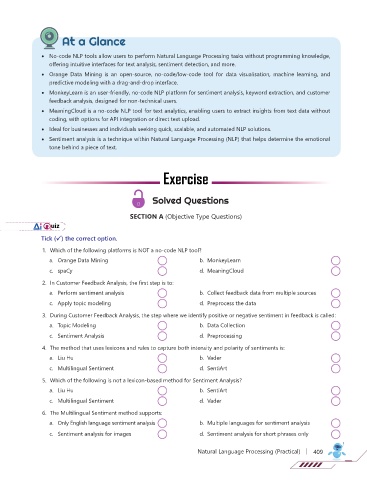 At a Glance
• No-code NLP tools allow users to perform Natural Language Processing tasks without programming knowledge,
offering intuitive interfaces for text analysis, sentiment detection, and more.
• Orange Data Mining is an open-source, no-code/low-code tool for data visualisation, machine learning, and
predictive modeling with a drag-and-drop interface.
• MonkeyLearn is an user-friendly, no-code NLP platform for sentiment analysis, keyword extraction, and customer
feedback analysis, designed for non-technical users.
• MeaningCloud is a no-code NLP tool for text analytics, enabling users to extract insights from text data without
coding, with options for API integration or direct text upload.
• Ideal for businesses and individuals seeking quick, scalable, and automated NLP solutions.
• Sentiment analysis is a technique within Natural Language Processing (NLP) that helps determine the emotional
tone behind a piece of text.
Exercise
Solved Questions
SECTION A (Objective Type Questions)
Ai Quiz
Tick (✓) the correct option.
1. Which of the following platforms is NOT a no-code NLP tool?
a. Orange Data Mining b. MonkeyLearn
c. spaCy d. MeaningCloud
2. In Customer Feedback Analysis, the first step is to:
a. Perform sentiment analysis b. Collect feedback data from multiple sources
c. Apply topic modeling d. Preprocess the data
3. During Customer Feedback Analysis, the step where we identify positive or negative sentiment in feedback is called:
a. Topic Modeling b. Data Collection
c. Sentiment Analysis d. Preprocessing
4. The method that uses lexicons and rules to capture both intensity and polarity of sentiments is:
a. Liu Hu b. Vader
c. Multilingual Sentiment d. SentiArt
5. Which of the following is not a lexicon-based method for Sentiment Analysis?
a. Liu Hu b. SentiArt
c. Multilingual Sentiment d. Vader
6. The Multilingual Sentiment method supports:
a. Only English language sentiment analysis b. Multiple languages for sentiment analysis
c. Sentiment analysis for images d. Sentiment analysis for short phrases only
Natural Language Processing (Practical) | 409